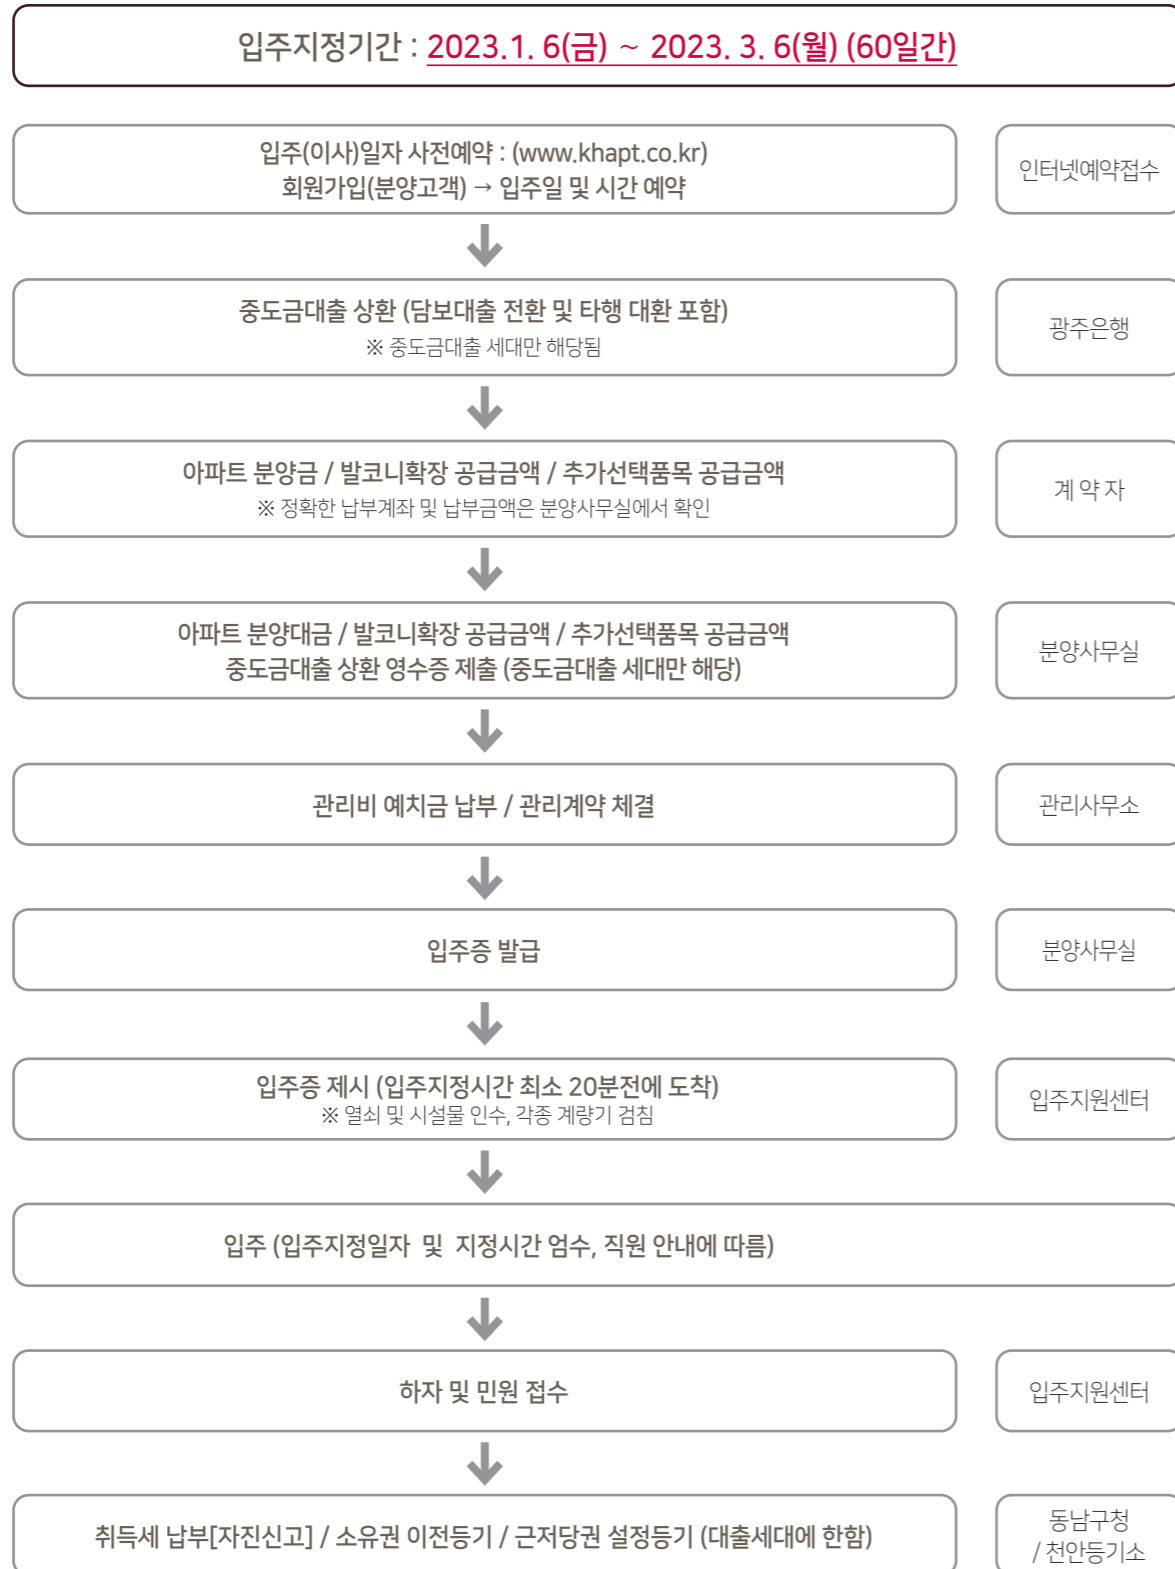 입주지정기간 : 2023.1. 6(금) ~ 2023. 3. 6(월) (60일간)
입주(이사)일자 사전예약 : (www.khapt.co.kr)
회원가입(분양고객) → 입주일 및 시간 예약
인터넷예약접수
중도금대출 상환 (담보대출 전환 및 타행 대환 포함)
※ 중도금대출 세대만 해당됨
광주은행
아파트 분양금 / 발코니확장 공급금액 / 추가선택품목 공급금액
※ 정확한 납부계좌 및 납부금액은 분양사무실에서 확인
계 약 자
아파트 분양대금 / 발코니확장 공급금액 / 추가선택품목 공급금액
중도금대출 상환 영수증 제출 (중도금대출 세대만 해당)
분양사무실
관리비 예치금 납부 / 관리계약 체결
관리사무소
입주증 발급
분양사무실
입주증 제시 (입주지정시간 최소 20분전에 도착)
※ 열쇠 및 시설물 인수, 각종 계량기 검침
입주지원센터
입주 (입주지정일자 및 지정시간 엄수, 직원 안내에 따름)
하자 및 민원 접수
입주지원센터
취득세 납부[자진신고] / 소유권 이전등기 / 근저당권 설정등기 (대출세대에 한함)
동남구청
/ 천안등기소